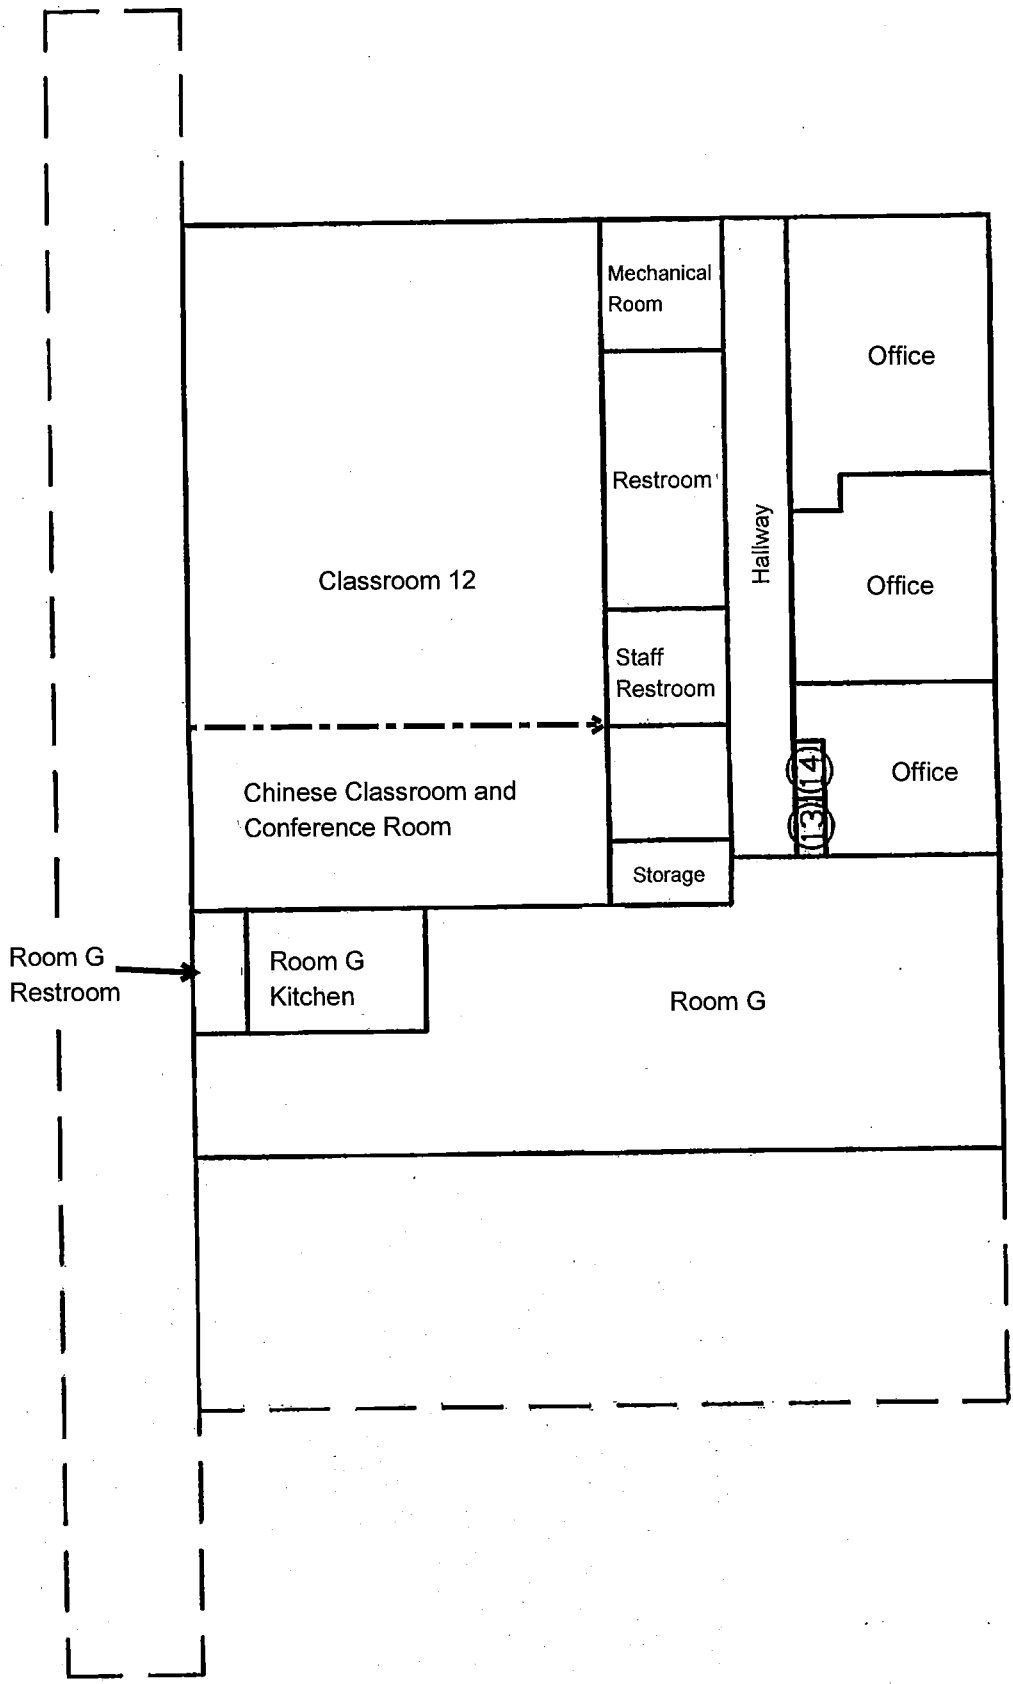 Mechanical
Room
Office
Restroom
Hallway
Classroom 12
Office
Staff
Restroom
14
Office
Chinese Classroom and
Conference Room
13
Storage
Room G
Restroom
Room G
Kitchen
Room G